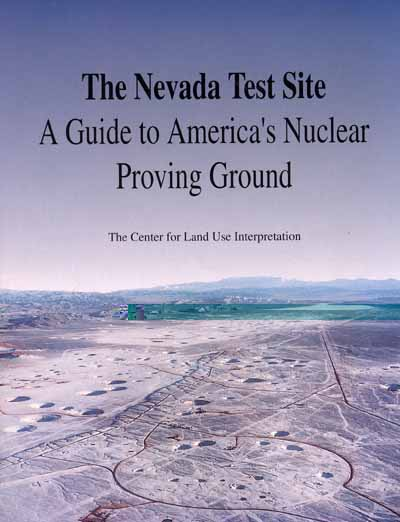 The Nevada Test Site
A Guide to America's Nuclear
Proving Ground
The Center for Land Use Interpretation